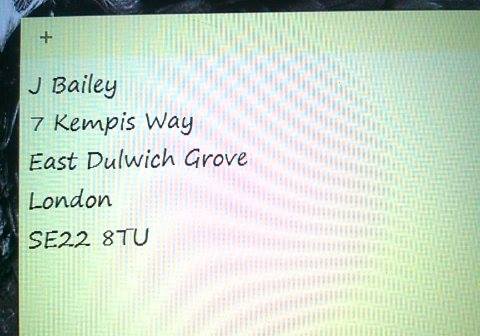 +
J Bailey
7 Kempis Way
East Dulwich Grove
London
SE22 8TU